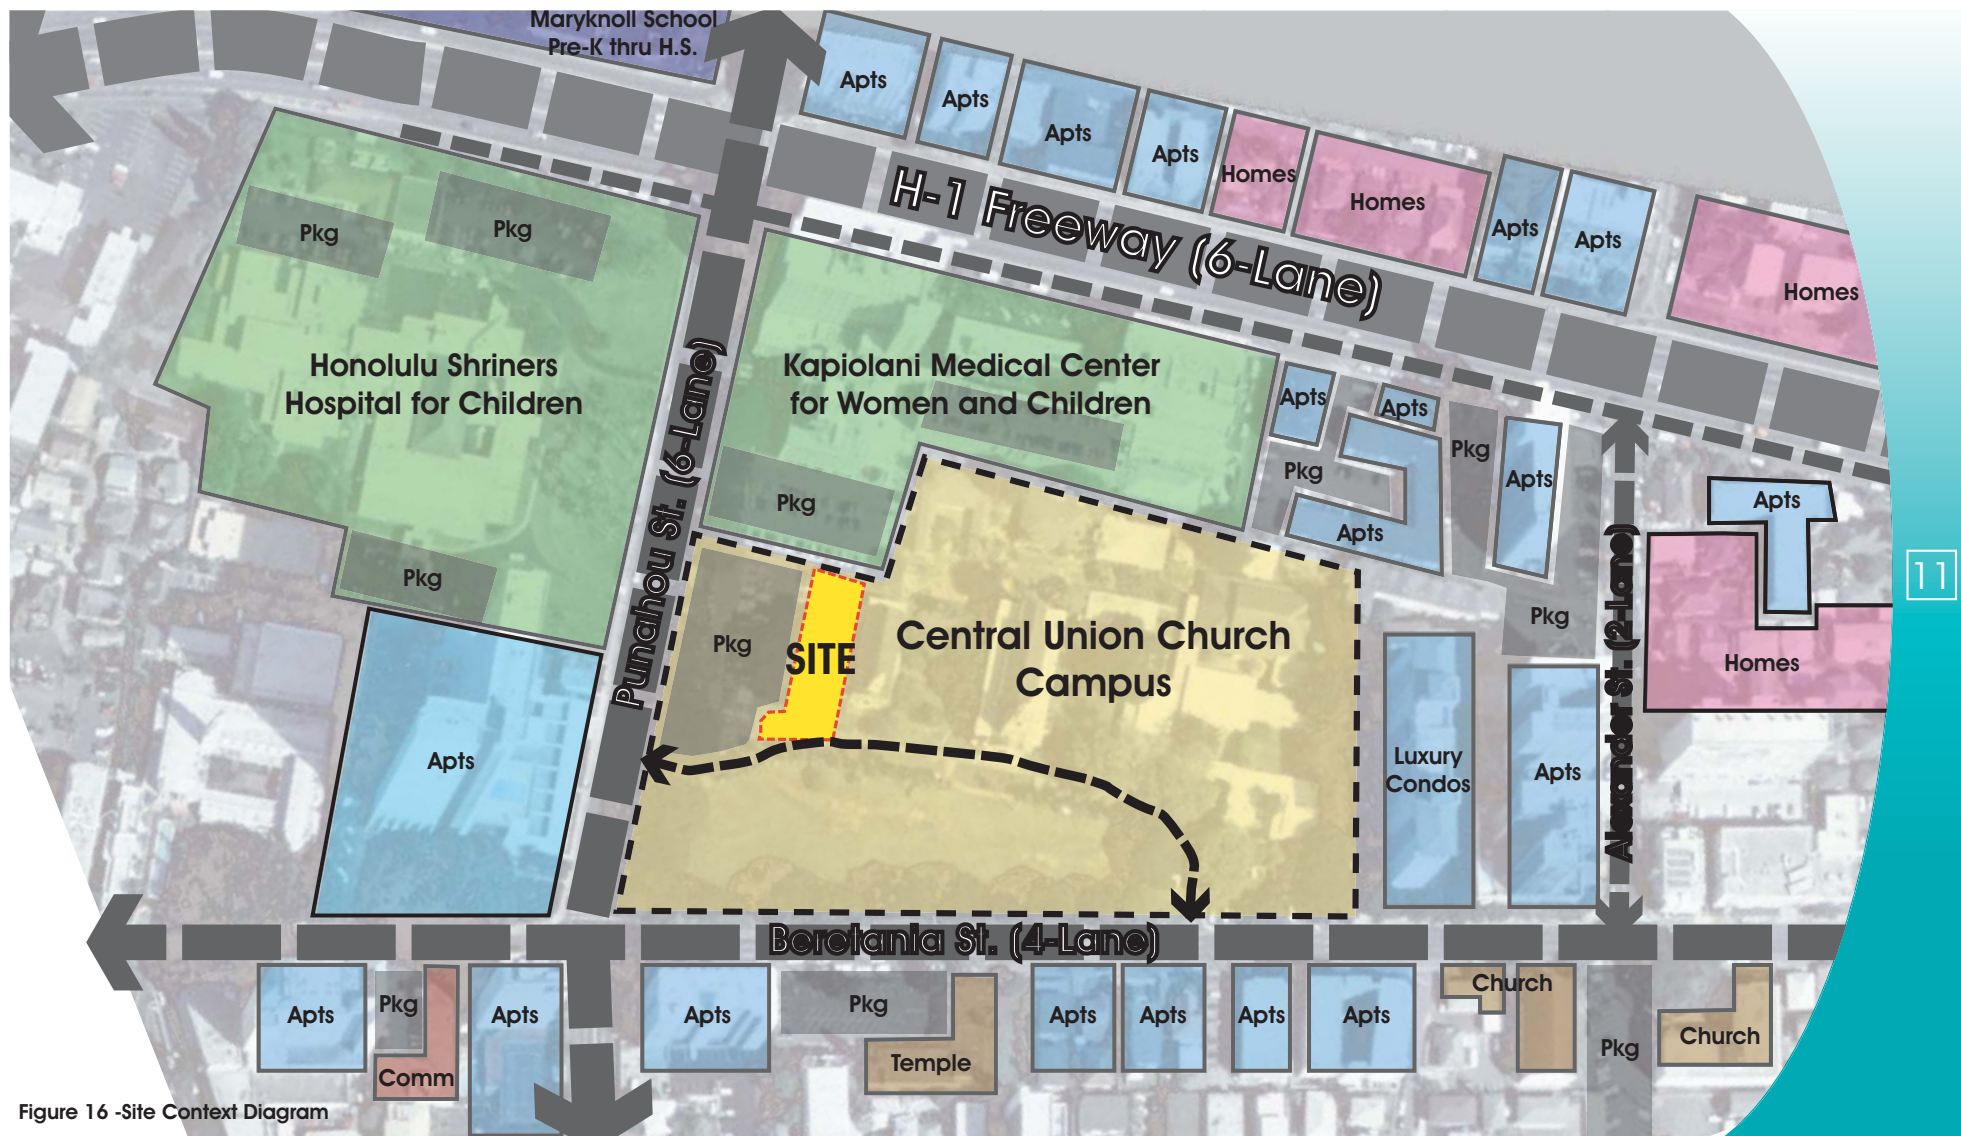 Maryknoll School
Pre-K thru H.S.
Apts
Apts
Apts
Apts
Homes
Homes
Apts
Apts
Homes
H-1 Freeway (6-Lane)
Pkg
Pkg
Honolulu Shriners
Hospital for Children
Pkg
Punahou St. (6-Lane)
Kapiolani Medical Center
for Women and Children
Pkg
Apts
Apts
Pkg
Apts
Pkg
Apts
Pkg
Alexander St. (2-Lane)
Apts
Homes
11
Pkg
SITE
Central Union Church
Campus
Luxury
Condos
Apts
Apts
Beretania St. (4-Lane)
Apts
Pkg
Comm
Apts
Apts
Pkg
Temple
Apts
Apts
Apts
Apts
Church
Pkg
Church
Figure 16 -Site Context Diagram